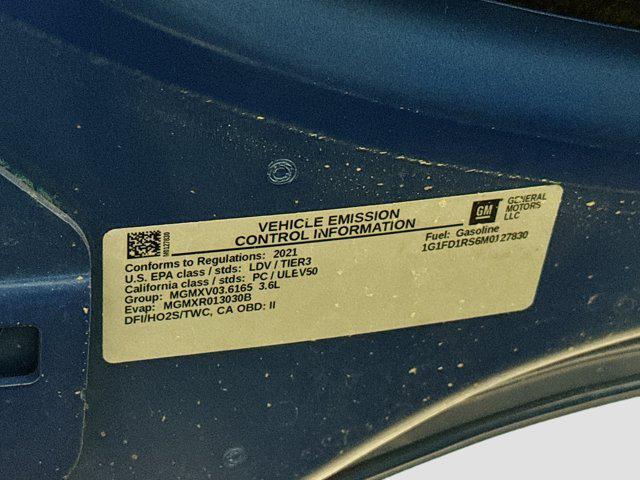 VEHICLE EMISSION
CONTROL INFORMATION
GM
GENERAL
MOTORS
LLC
M0127830
Conforms to Regulations: 2021
U.S. EPA class / stds: LDV / TIER3
California class / stds: PC / ULEV50
Group: MGMXV03.6165 3.6L
Evap: MGMXR013030B
DFI/HO2S/TWC, CA OBD: II
Fuel: Gasoline
1G1FD1RS6M0127830